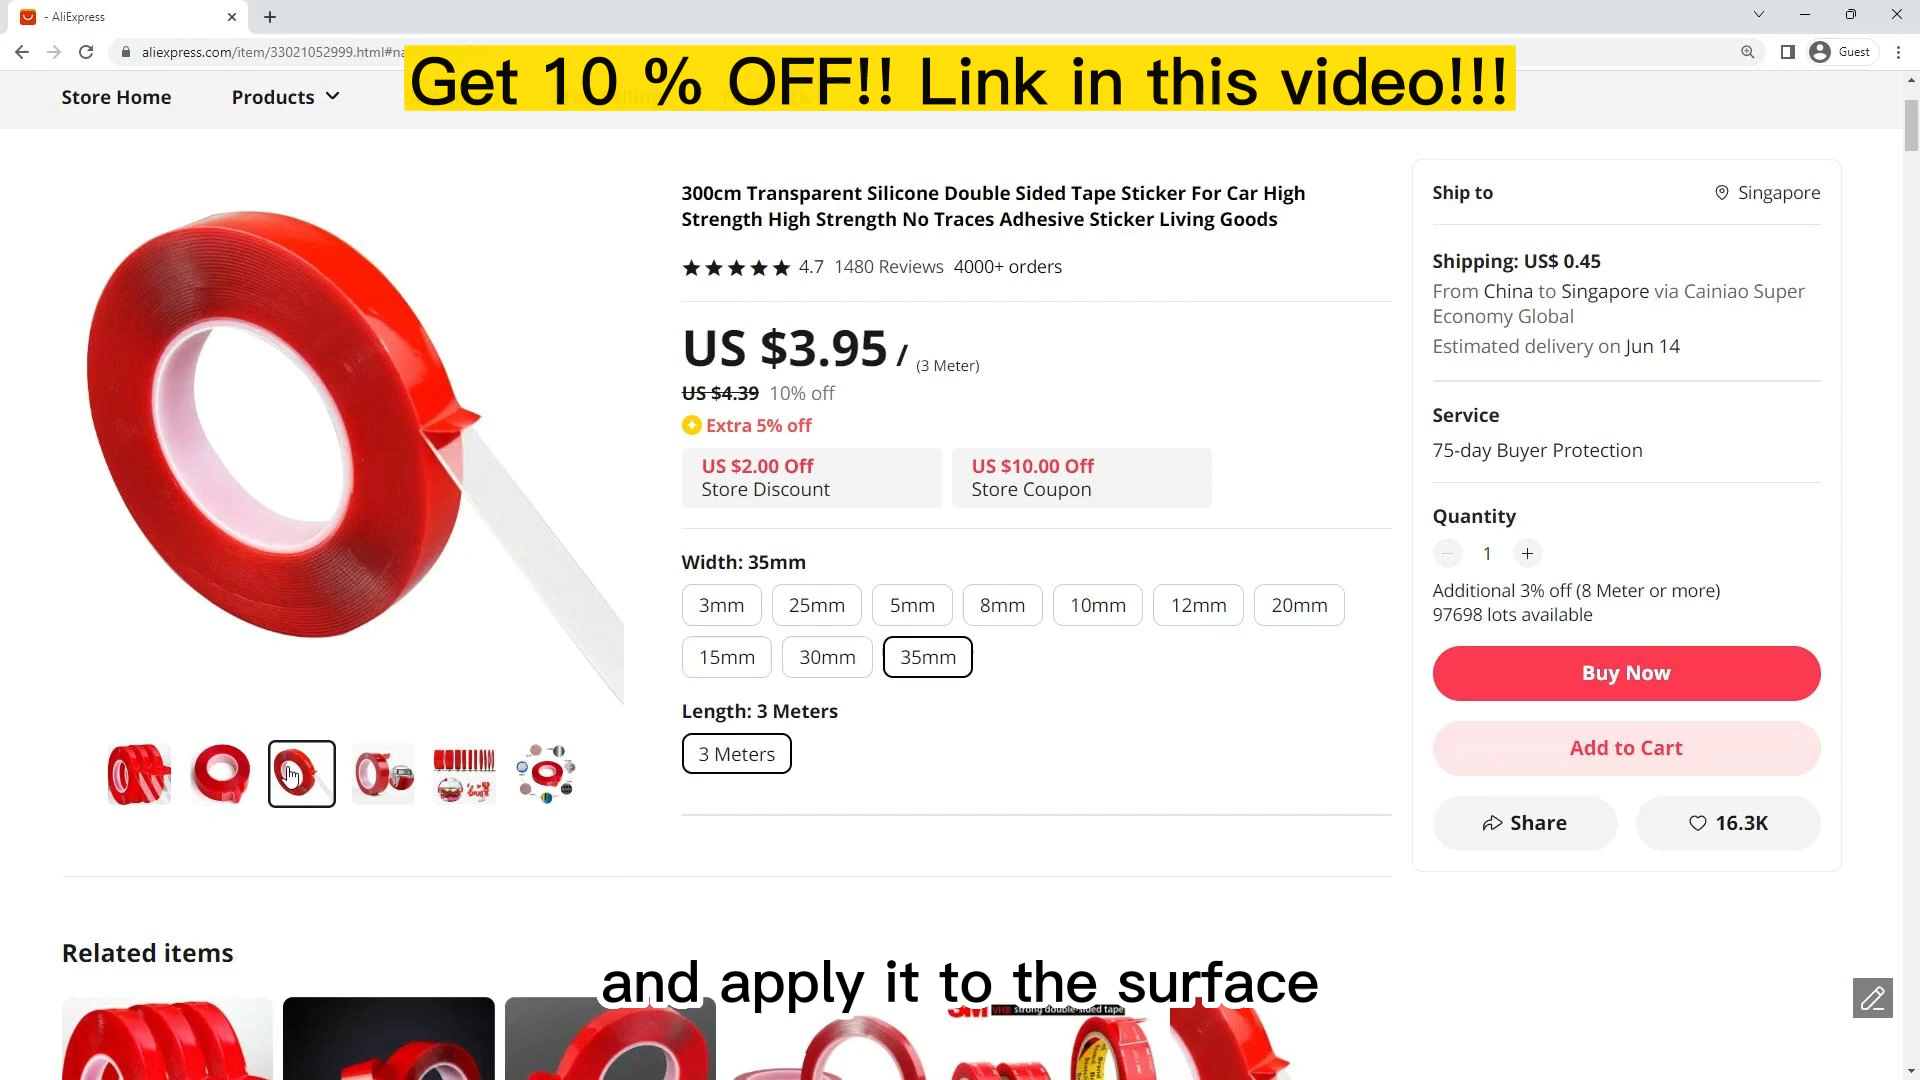 - AliExpress
aliexpress.com/item/33021052999.html#na
Guest
Get 10 % OFF!! Link in this video!!!
Store Home
Products
300cm Transparent Silicone Double Sided Tape Sticker For Car High
Strength High Strength No Traces Adhesive Sticker Living Goods
4.7 1480 Reviews 4000+ orders
US $3.95 / (3 Meter)
US $4.39 10% off
Extra 5% off
US $2.00 Off
Store Discount
US $10.00 Off
Store Coupon
Width: 35mm
3mm 25mm 5mm 8mm 10mm 12mm 20mm
15mm 30mm 35mm
Length: 3 Meters
3 Meters
Ship to
Singapore
Shipping: US$ 0.45
From China to Singapore via Cainiao Super
Economy Global
Estimated delivery on Jun 14
Service
75-day Buyer Protection
Quantity
1
Additional 3% off (8 Meter or more)
97698 lots available
Buy Now
Add to Cart
Share
16.3K
Related items
and apply it to the surface
3M VHB strong double-sided tape